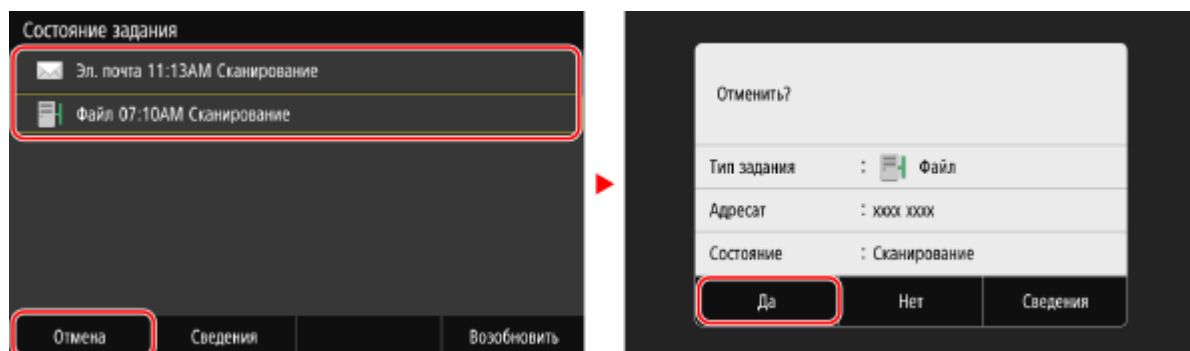 Состояние задания
Эл. почта 11:13AM Сканирование
Файл 07:10AM Сканирование
Отмена Сведения Возобновить
Отменить?
Тип задания : Файл
Адресат : xxxx xxxx
Состояние : Сканирование
Да Нет Сведения